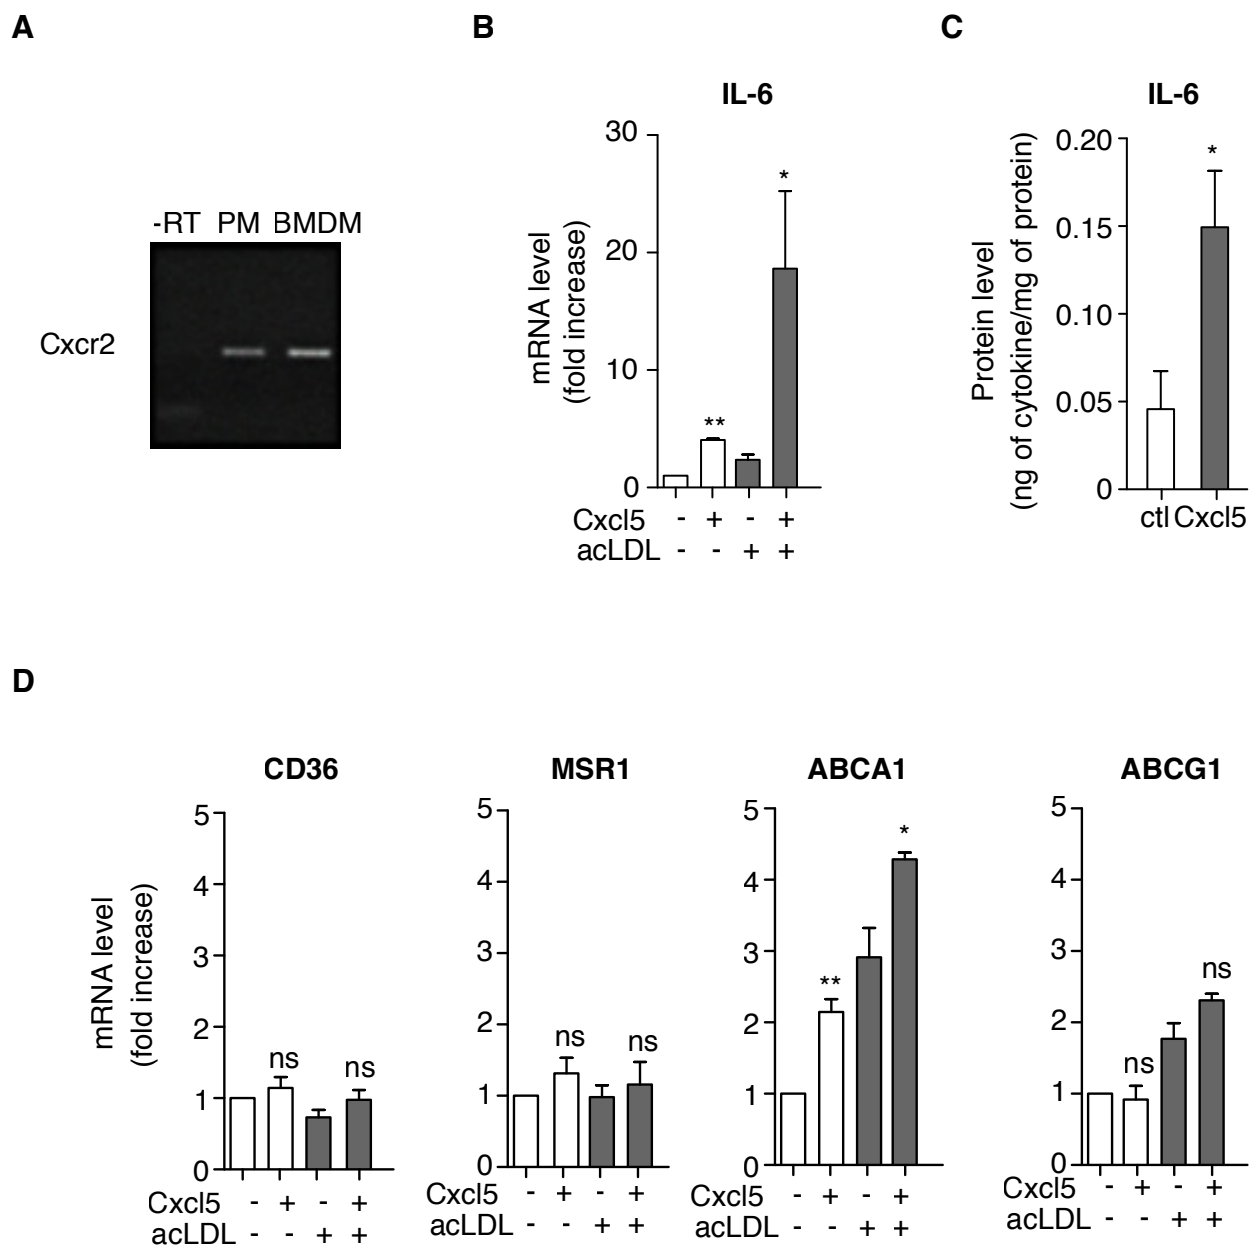 A
B
C
-RT PM BMDM
Cxcr2
IL-6
mRNA level
(fold increase)
30
20
10
0
**
*
Cxcl5 - + - +
acLDL - - + +
IL-6
Protein level
(ng of cytokine/mg of protein)
0.20
0.15
0.10
0.05
0
*
ctl Cxcl5
D
CD36
mRNA level
(fold increase)
5
4
3
2
1
0
ns
ns
Cxcl5 - + - +
acLDL - - + +
MSR1
5
4
3
2
1
0
ns
ns
Cxcl5 - + - +
acLDL - - + +
ABCA1
5
4
3
2
1
0
**
*
Cxcl5 - + - +
acLDL - - + +
ABCG1
5
4
3
2
1
0
ns
ns
Cxcl5 - + - +
acLDL - - + +